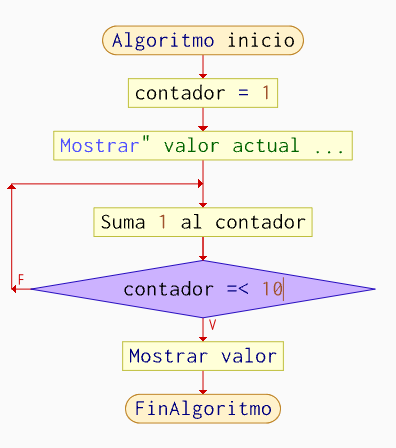 Algoritmo inicio
contador = 1
Mostrar" valor actual ...
Suma 1 al contador
contador =< 10
F
V
Mostrar valor
FinAlgoritmo